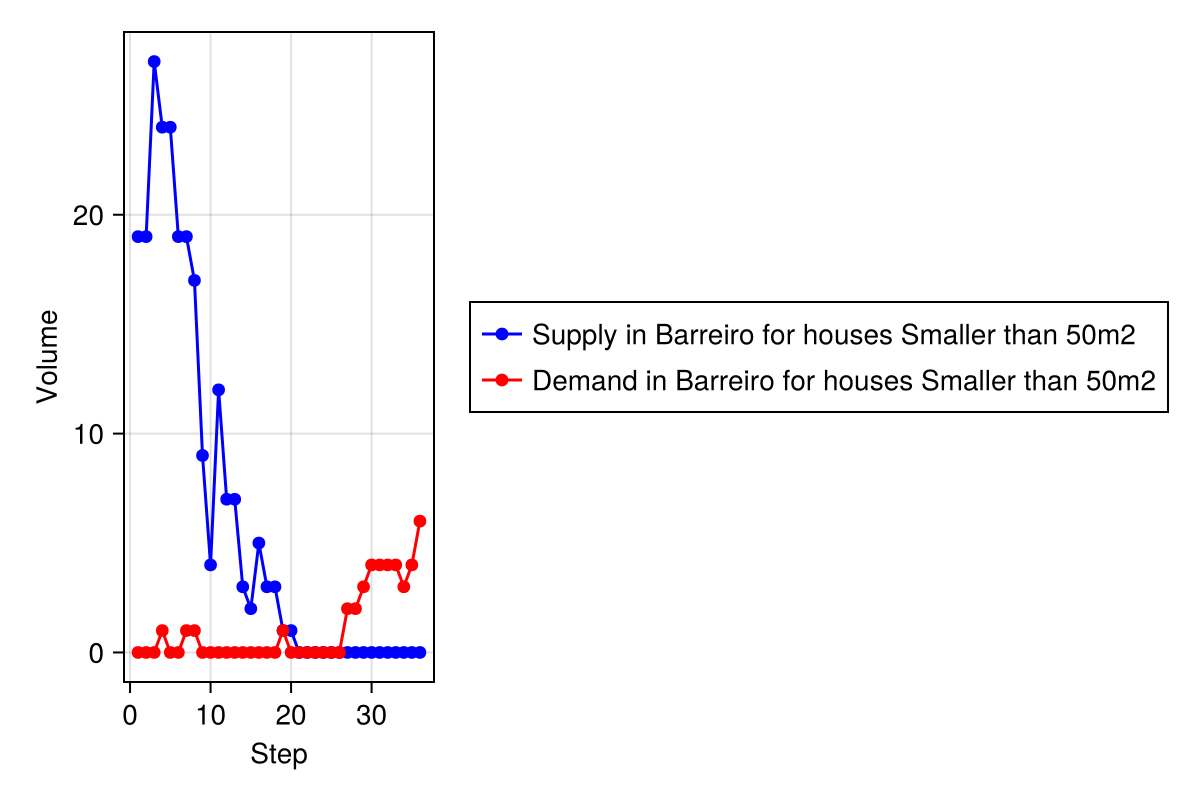 Volume
20
10
0
0 10 20 30
Step
Supply in Barreiro for houses Smaller than 50m2
Demand in Barreiro for houses Smaller than 50m2